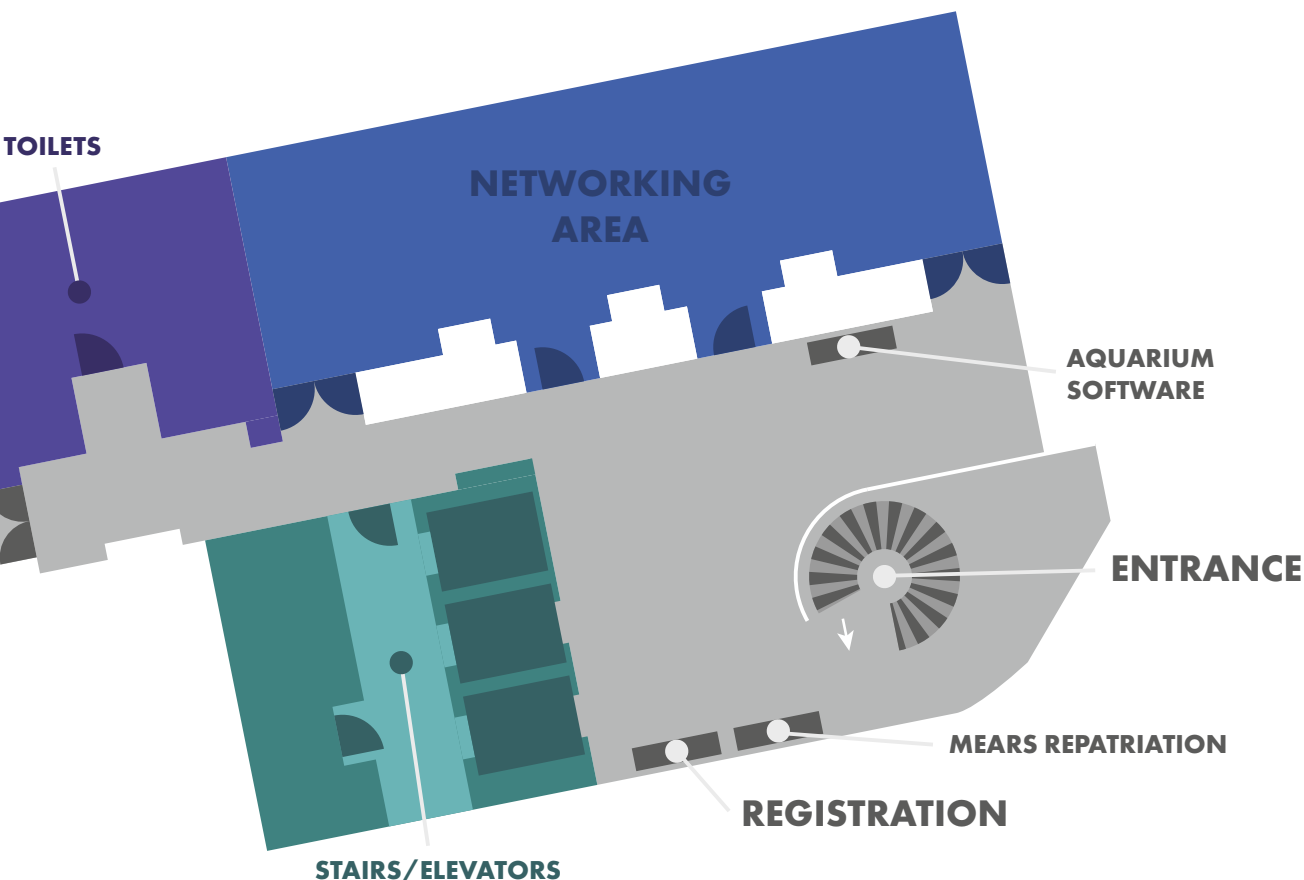 TOILETS
NETWORKING
AREA
AQUARIUM
SOFTWARE
ENTRANCE
MEARS REPATRIATION
REGISTRATION
STAIRS/ELEVATORS